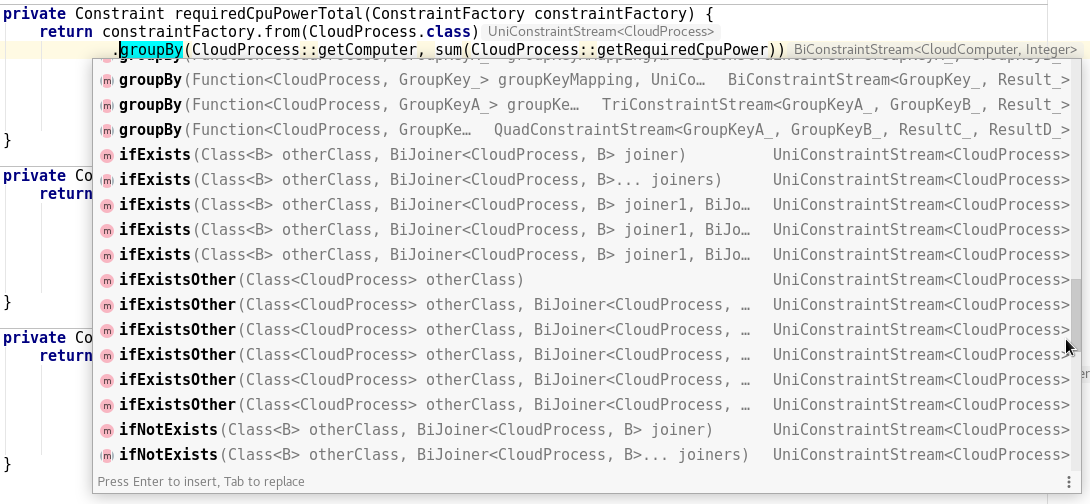 private Constraint requiredCpuPowerTotal(ConstraintFactory constraintFactory) {
return constraintFactory.from(CloudProcess.class) UniConstraintStream<CloudProcess>
.groupBy(CloudProcess::getComputer, sum(CloudProcess::getRequiredCpuPower)) BiConstraintStream<CloudComputer, Integer>
m groupBy(Function<CloudProcess, GroupKey_> groupKeyMapping, UniCo… BiConstraintStream<GroupKey_, Result_>
m groupBy(Function<CloudProcess, GroupKeyA_> groupKe… TriConstraintStream<GroupKeyA_, GroupKeyB_, Result_>
m groupBy(Function<CloudProcess, GroupKe… QuadConstraintStream<GroupKeyA_, GroupKeyB_, ResultC_, ResultD_>
}
m ifExists(Class<B> otherClass, BiJoiner<CloudProcess, B> joiner) UniConstraintStream<CloudProcess>
private Co
m ifExists(Class<B> otherClass, BiJoiner<CloudProcess, B>... joiners) UniConstraintStream<CloudProcess>
return
m ifExists(Class<B> otherClass, BiJoiner<CloudProcess, B> joiner1, BiJo… UniConstraintStream<CloudProcess>
m ifExists(Class<B> otherClass, BiJoiner<CloudProcess, B> joiner1, BiJo… UniConstraintStream<CloudProcess>
m ifExists(Class<B> otherClass, BiJoiner<CloudProcess, B> joiner1, BiJo… UniConstraintStream<CloudProcess>
m ifExistsOther(Class<CloudProcess> otherClass) UniConstraintStream<CloudProcess>
}
m ifExistsOther(Class<CloudProcess> otherClass, BiJoiner<CloudProcess, … UniConstraintStream<CloudProcess>
m ifExistsOther(Class<CloudProcess> otherClass, BiJoiner<CloudProcess, … UniConstraintStream<CloudProcess>
private Co
m ifExistsOther(Class<CloudProcess> otherClass, BiJoiner<CloudProcess, … UniConstraintStream<CloudProcess>
return
m ifExistsOther(Class<CloudProcess> otherClass, BiJoiner<CloudProcess, … UniConstraintStream<CloudProcess>
er
m ifExistsOther(Class<CloudProcess> otherClass, BiJoiner<CloudProcess, … UniConstraintStream<CloudProcess>
m ifNotExists(Class<B> otherClass, BiJoiner<CloudProcess, B> joiner) UniConstraintStream<CloudProcess>
m ifNotExists(Class<B> otherClass, BiJoiner<CloudProcess, B>... joiners) UniConstraintStream<CloudProcess>
}
Press Enter to insert, Tab to replace